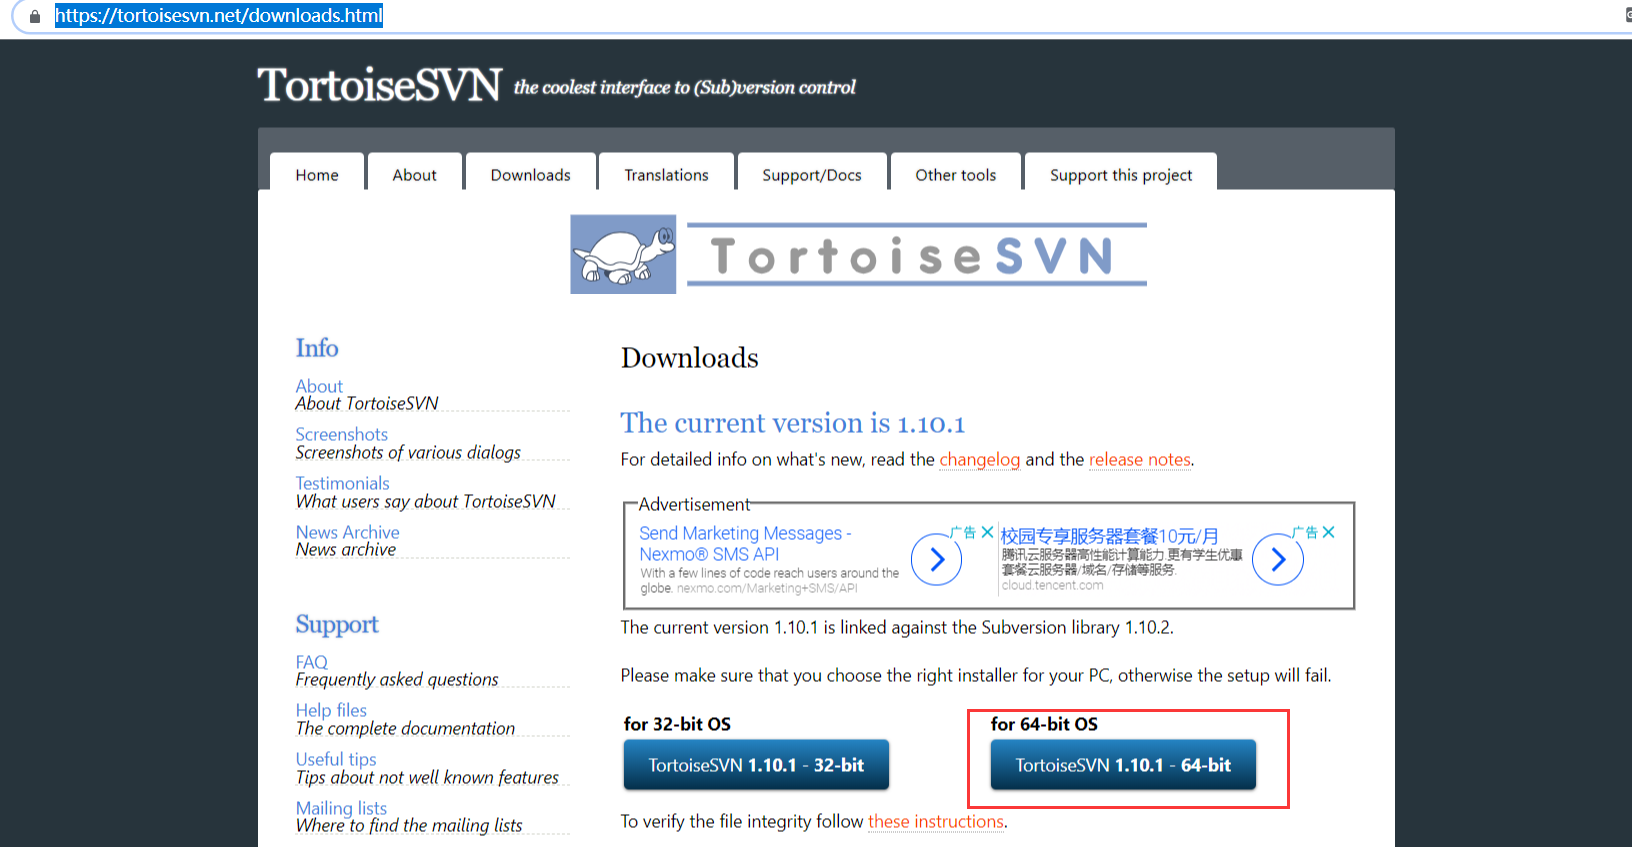 https://tortoisesvn.net/downloads.html
TortoiseSVN the coolest interface to (Sub)version control
Home About Downloads Translations Support/Docs Other tools Support this project
TortoiseSVN
Info
About
About TortoiseSVN
Screenshots
Screenshots of various dialogs
Testimonials
What users say about TortoiseSVN
News Archive
News archive
Support
FAQ
Frequently asked questions
Help files
The complete documentation
Useful tips
Tips about not well known features
Mailing lists
Where to find the mailing lists
Downloads
The current version is 1.10.1
For detailed info on what's new, read the changelog and the release notes.
Advertisement
Send Marketing Messages -
Nexmo® SMS API
With a few lines of code reach users around the
globe. nexmo.com/Marketing+SMS/API
广告
校园专享服务器套餐10元/月
腾讯云服务器高性能计算能力.更有学生优惠
套餐云服务器/域名/存储等服务.
cloud.tencent.com
广告
The current version 1.10.1 is linked against the Subversion library 1.10.2.
Please make sure that you choose the right installer for your PC, otherwise the setup will fail.
for 32-bit OS
TortoiseSVN 1.10.1 - 32-bit
for 64-bit OS
TortoiseSVN 1.10.1 - 64-bit
To verify the file integrity follow these instructions.